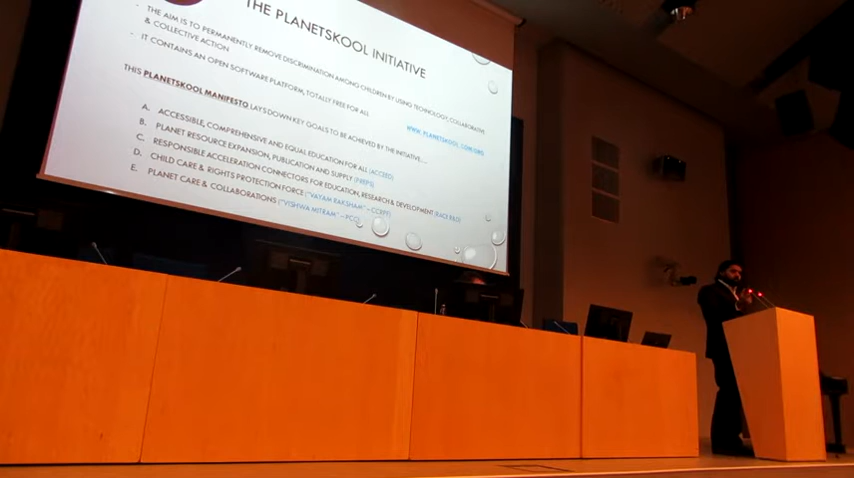 THE PLANETSKOOL INITIATIVE
- THE AIM IS TO PERMANENTLY REMOVE DISCRIMINATION AMONG CHILDREN BY USING TECHNOLOGY, COLLABORATIVE
& COLLECTIVE ACTION
- IT CONTAINS AN OPEN SOFTWARE PLATFORM, TOTALLY FREE FOR ALL
WWW.PLANETSKOOL.COM/ORG
THIS PLANETSKOOL MANIFESTO LAYS DOWN KEY GOALS TO BE ACHIEVED BY THE INITIATIVE....
A. ACCESSIBLE, COMPREHENSIVE AND EQUAL EDUCATION FOR ALL (ACCEED)
B. PLANET RESOURCE EXPANSION, PUBLICATION AND SUPPLY (PREPS)
C. RESPONSIBLE ACCELERATION CONNECTORS FOR EDUCATION, RESEARCH & DEVELOPMENT (RACE R&D)
D. CHILD CARE & RIGHTS PROTECTION FORCE ("VAYAM RAKSHAM" – CCRPF)
E. PLANET CARE & COLLABORATIONS ("VISHWA MITRAM" – PCC)